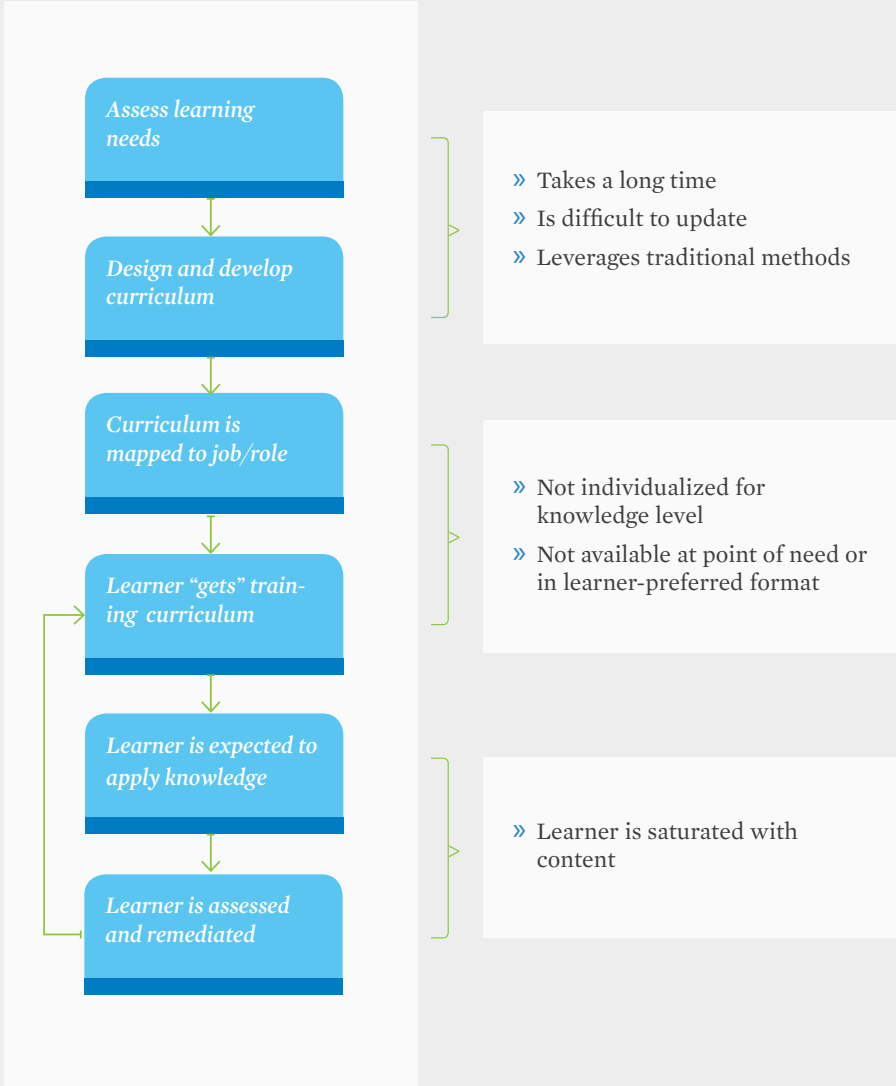 Assess learning
needs
Design and develop
curriculum
Curriculum is
mapped to job/role
Learner “gets” train-
ing  curriculum
Learner is expected to
apply knowledge
Learner is assessed
and remediated
» Takes a long time
» Is difficult to update
» Leverages traditional methods
» Not individualized for
knowledge level
» Not available at point of need or
in learner-preferred format
» Learner is saturated with
content